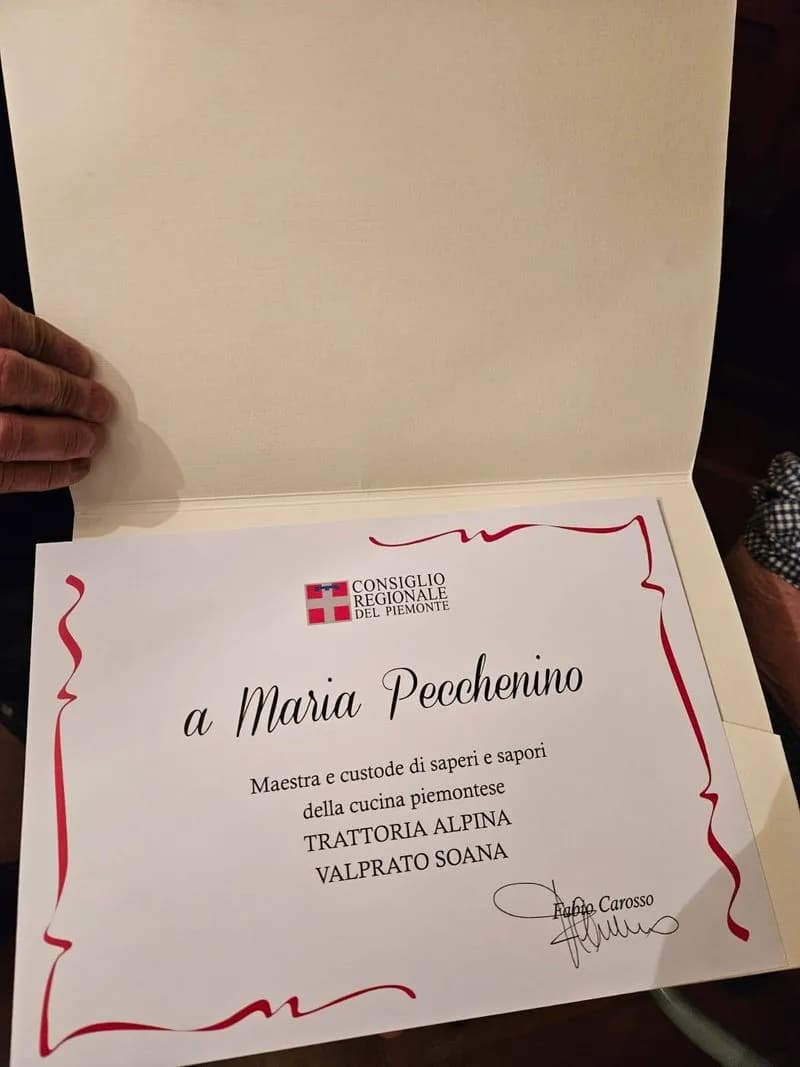 CONSIGLIO
REGIONALE
DEL PIEMONTE
a Maria Pecchenino
Maestra e custode di saperi e sapori
della cucina piemontese
TRATTORIA ALPINA
VALPRATO SOANA
Fabio Carosso